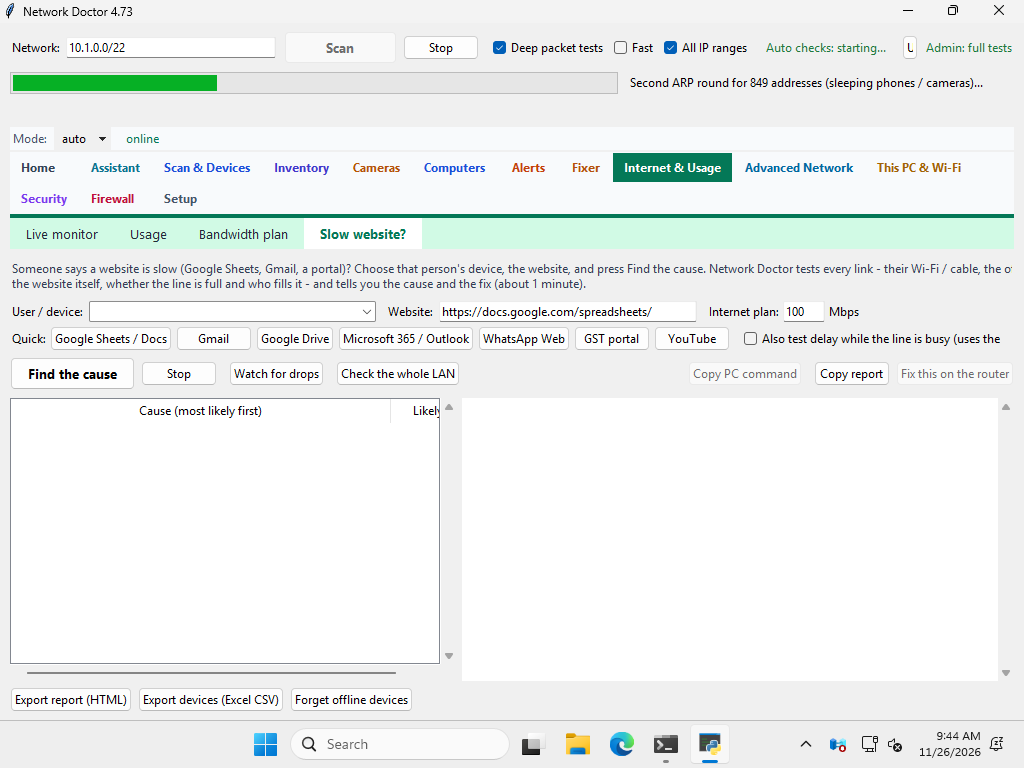 Network Doctor 4.73
Network: 10.1.0.0/22 Scan Stop Deep packet tests Fast All IP ranges Auto checks: starting... U Admin: full tests
Second ARP round for 849 addresses (sleeping phones / cameras)...
Mode: auto online
Home Assistant Scan & Devices Inventory Cameras Computers Alerts Fixer Internet & Usage Advanced Network This PC & Wi-Fi
Security Firewall Setup
Live monitor Usage Bandwidth plan Slow website?
Someone says a website is slow (Google Sheets, Gmail, a portal)? Choose that person's device, the website, and press Find the cause. Network Doctor tests every link - their Wi-Fi / cable, the
the website itself, whether the line is full and who fills it - and tells you the cause and the fix (about 1 minute).
User / device: Website: https://docs.google.com/spreadsheets/ Internet plan: 100 Mbps
Quick: Google Sheets / Docs Gmail Google Drive Microsoft 365 / Outlook WhatsApp Web GST portal YouTube Also test delay while the line is busy (uses the
Find the cause Stop Watch for drops Check the whole LAN Copy PC command Copy report Fix this on the router
Cause (most likely first) Likely
Export report (HTML) Export devices (Excel CSV) Forget offline devices
Search
9:44 AM
11/26/2026